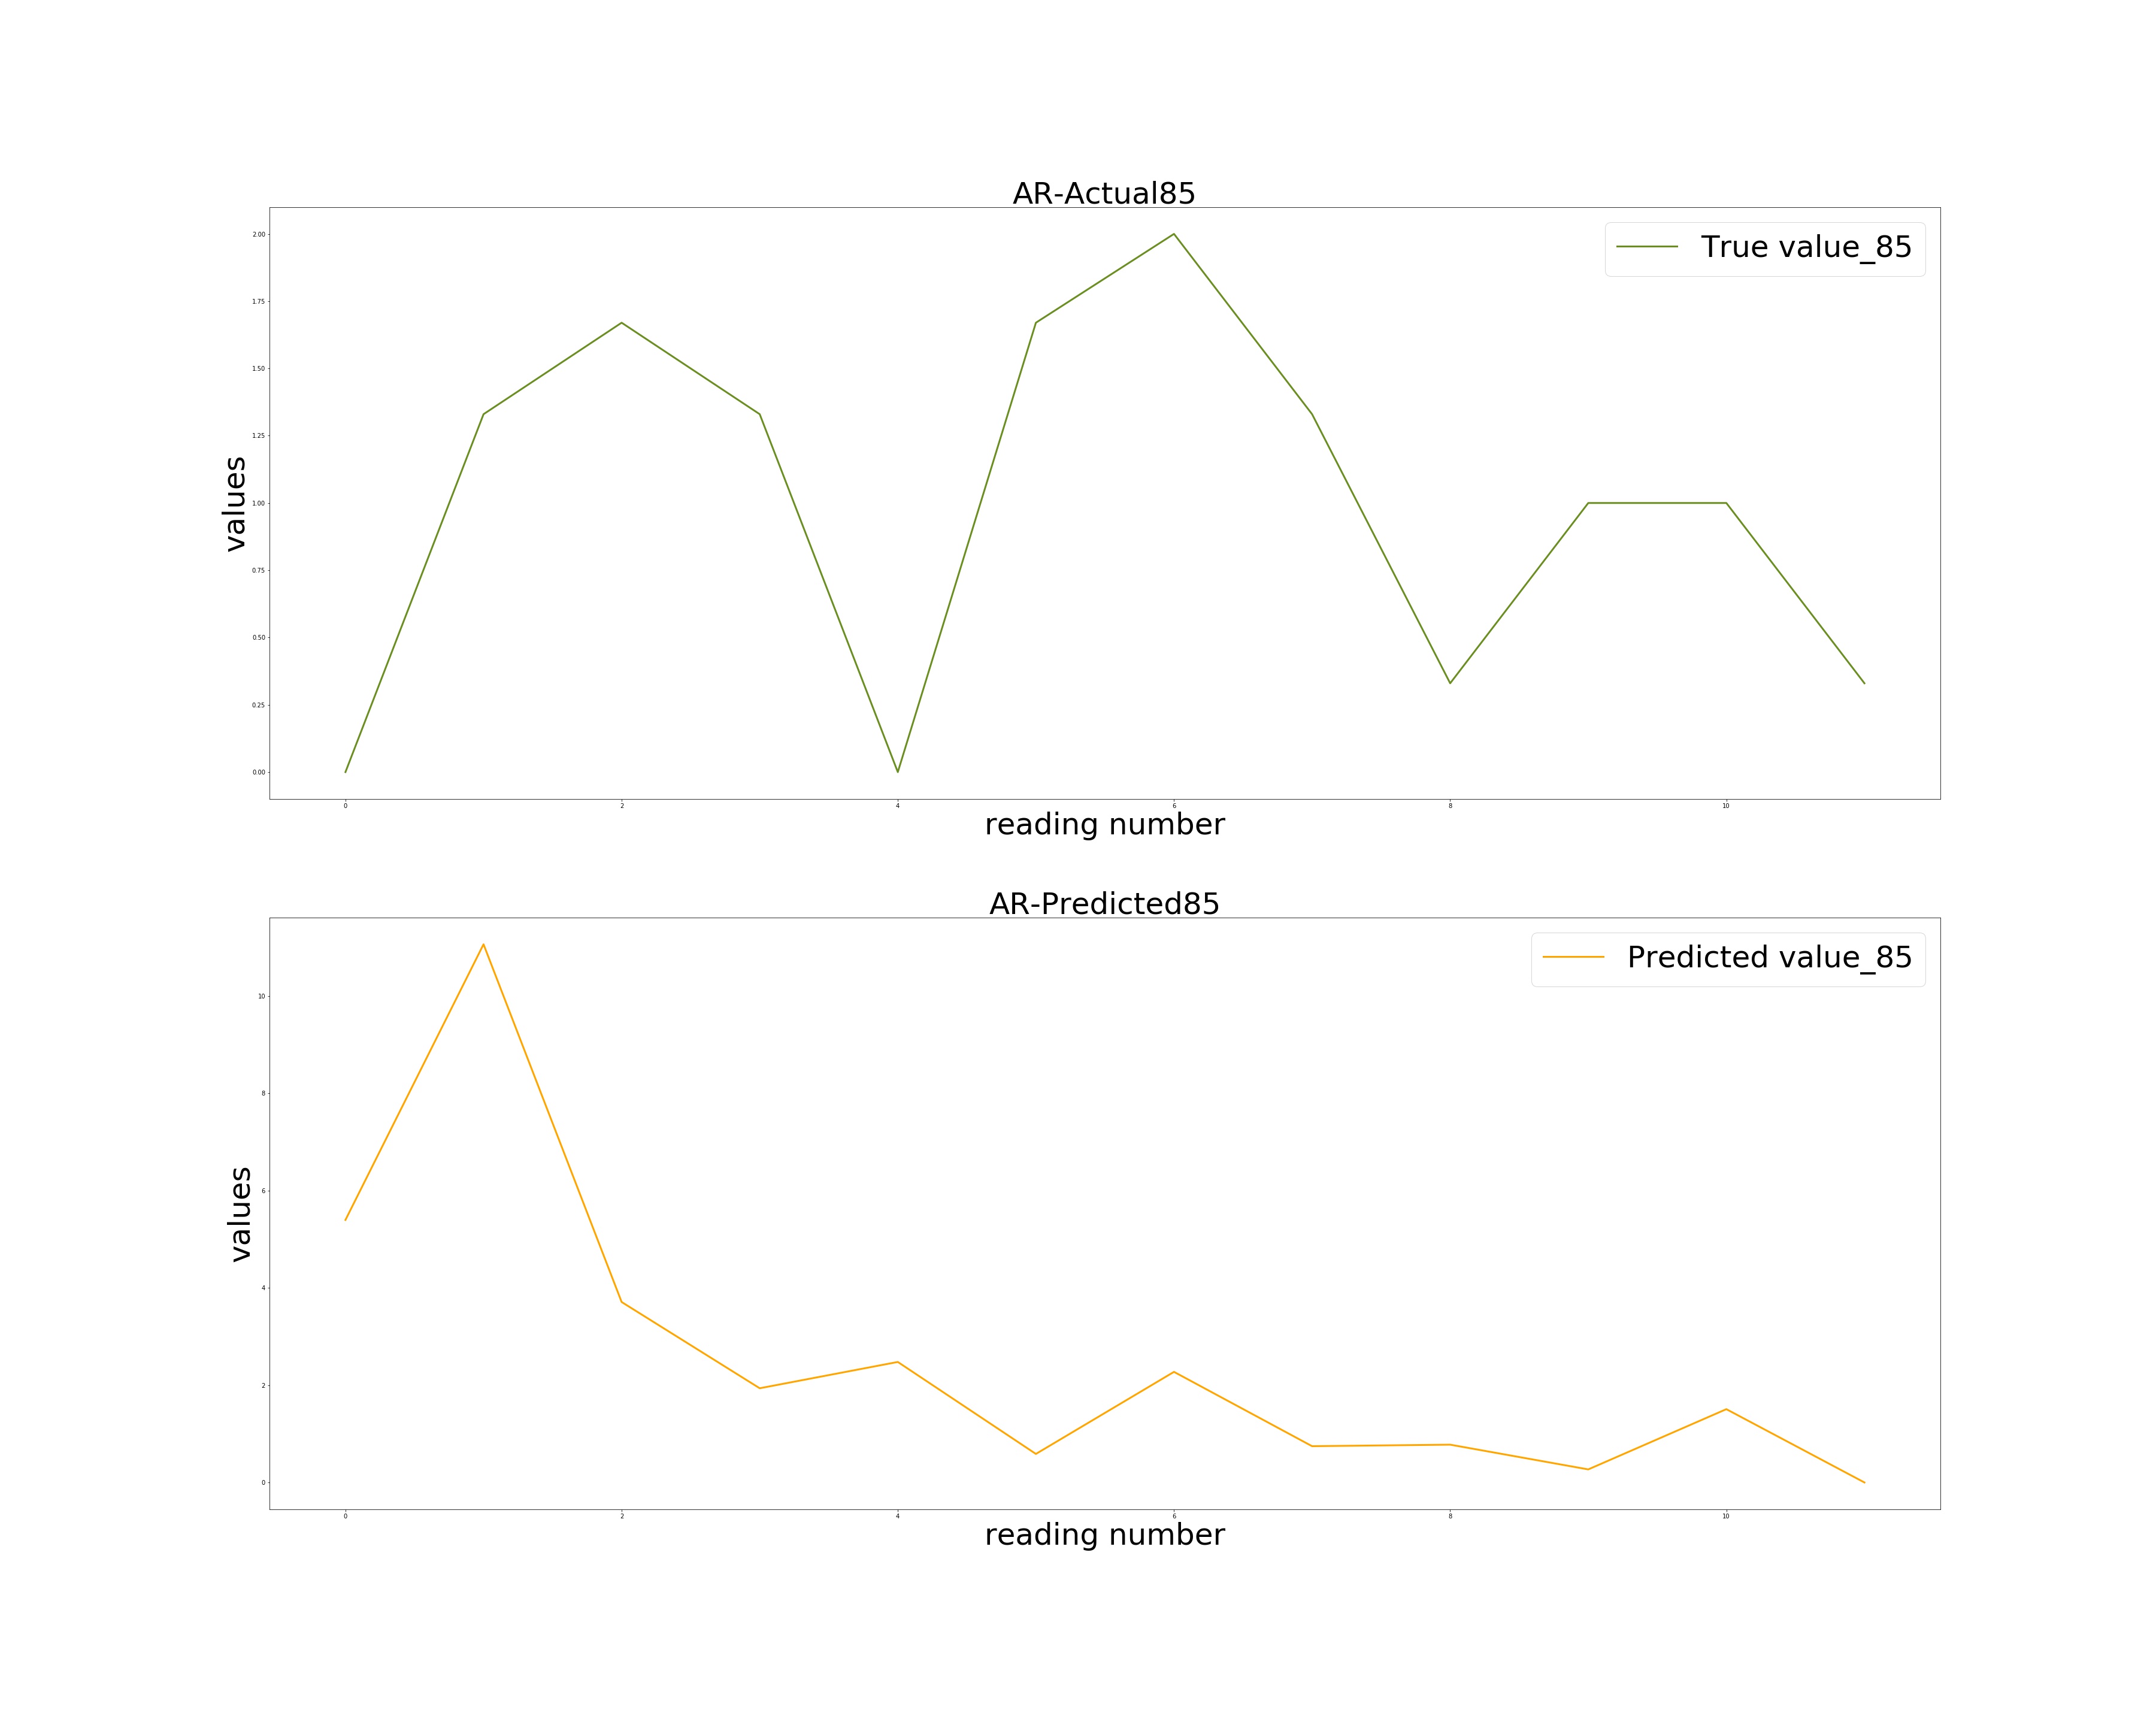 AR-Actual85
True value_85
2.00
1.75
1.50
1.25
1.00
0.75
0.50
0.25
0.00
values
0 2 4 6 8 10
reading number
AR-Predicted85
Predicted value_85
10
8
6
4
2
0
values
0 2 4 6 8 10
reading number